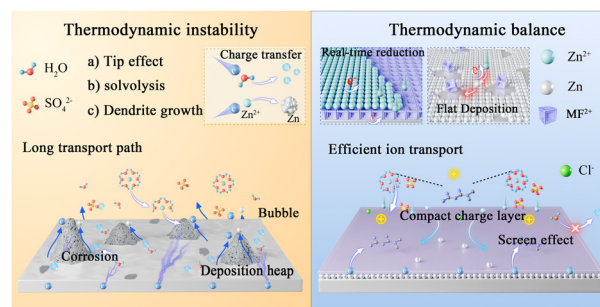 Thermodynamic instability
H₂O
SO₄²⁻
a) Tip effect
b) solvolysis
c) Dendrite growth
Charge transfer
Zn²⁺
Zn
Long transport path
Bubble
Corrosion
Deposition heap
Thermodynamic balance
Real-time reduction
Flat Deposition
Zn²⁺
Zn
MF²⁺
Efficient ion transport
Cl⁻
Compact charge layer
Screen effect